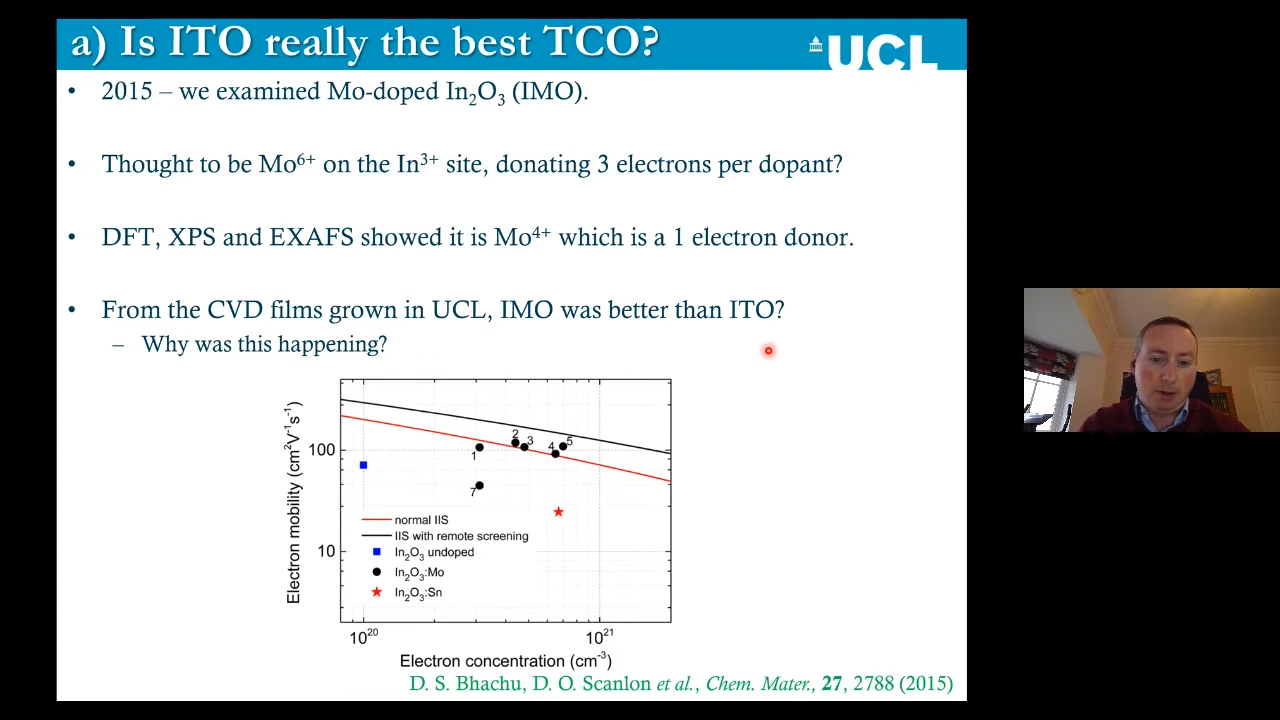 a) Is ITO really the best TCO?
UCL
• 2015 – we examined Mo-doped In₂O₃ (IMO).
• Thought to be Mo⁶⁺ on the In³⁺ site, donating 3 electrons per dopant?
• DFT, XPS and EXAFS showed it is Mo⁴⁺ which is a 1 electron donor.
• From the CVD films grown in UCL, IMO was better than ITO?
– Why was this happening?
Electron mobility (cm²V⁻¹s⁻¹)
100
10
1
2
3
4
5
7
normal IIS
IIS with remote screening
In₂O₃ undoped
In₂O₃:Mo
In₂O₃:Sn
10²⁰
10²¹
Electron concentration (cm⁻³)
D. S. Bhachu, D. O. Scanlon et al., Chem. Mater., 27, 2788 (2015)